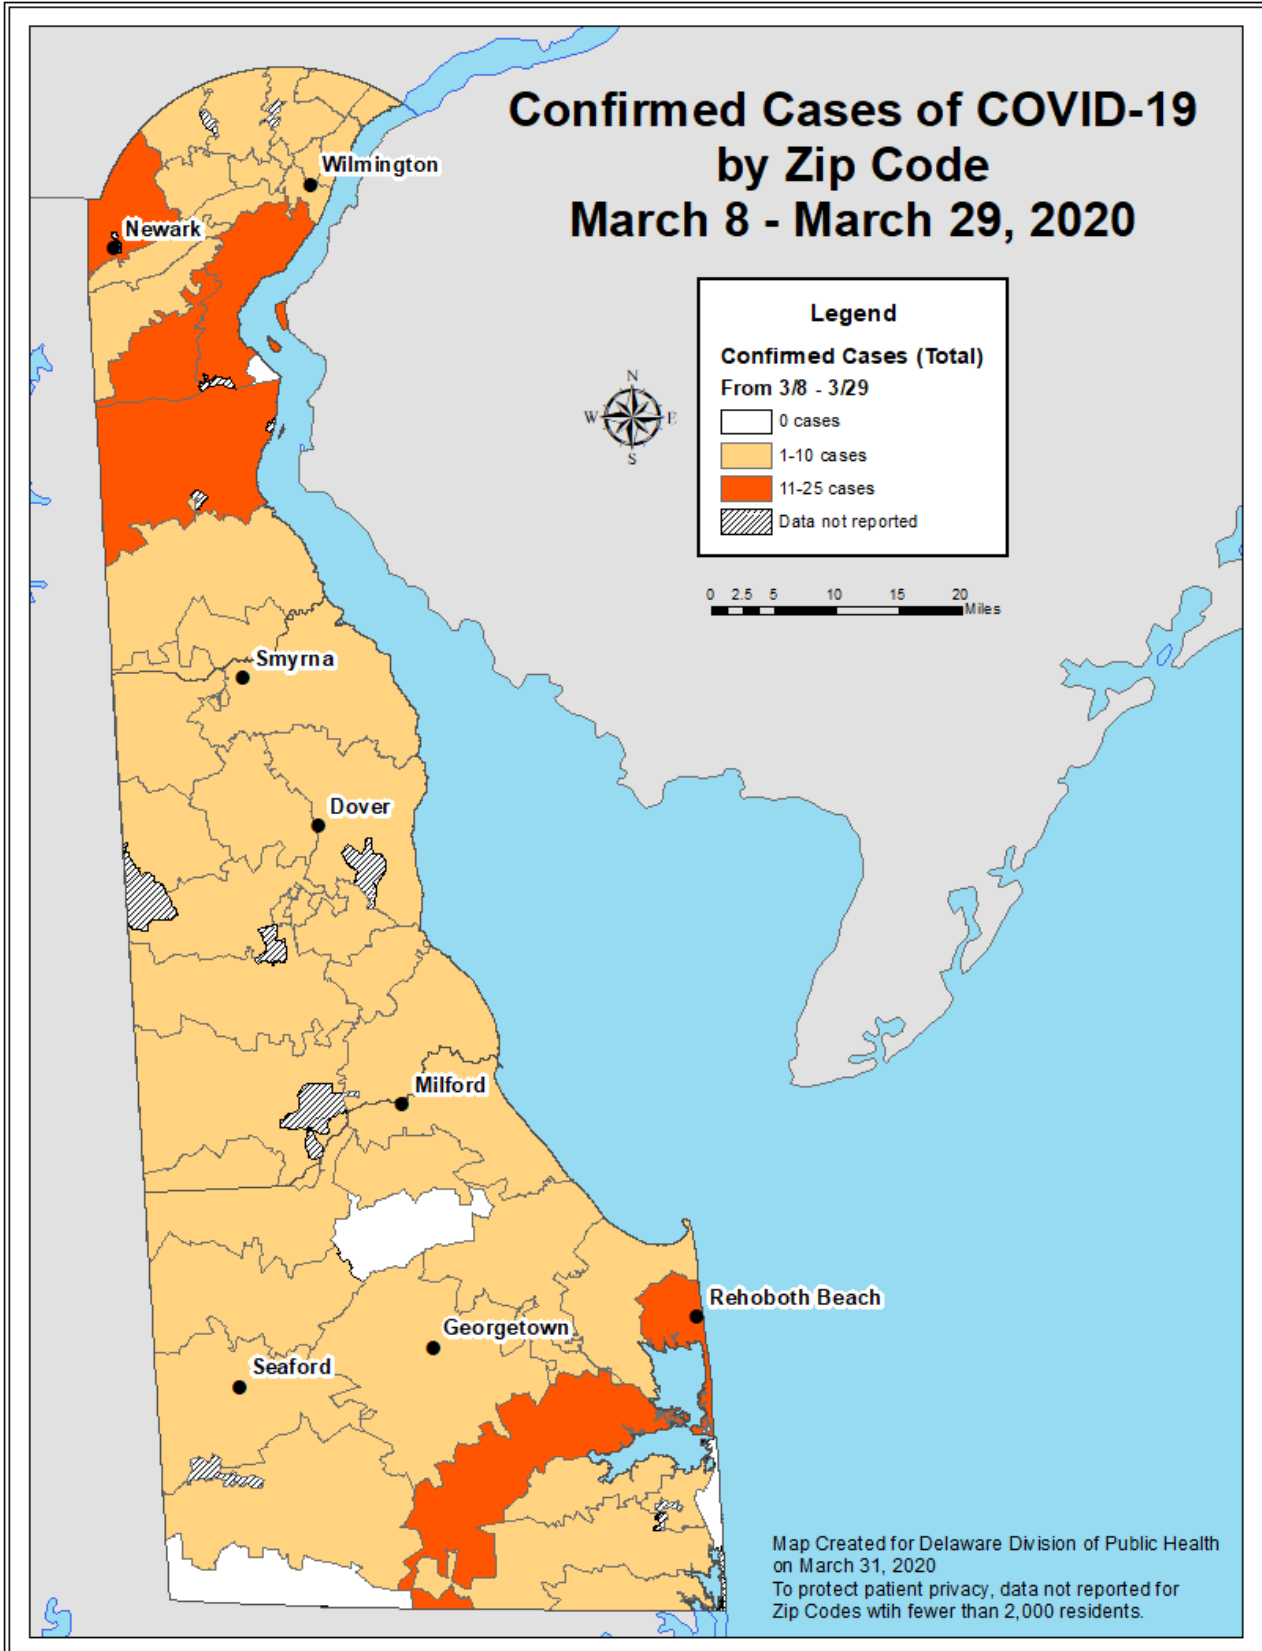 Confirmed Cases of COVID-19
by Zip Code
March 8 - March 29, 2020
Wilmington
Newark
Legend
Confirmed Cases (Total)
From 3/8 - 3/29
0 cases
1-10 cases
11-25 cases
Data not reported
N
W E
S
0 2.5 5 10 15 20
Miles
Smyrna
Dover
Milford
Rehoboth Beach
Georgetown
Seaford
Map Created for Delaware Division of Public Health
on March 31, 2020
To protect patient privacy, data not reported for
Zip Codes wtih fewer than 2,000 residents.